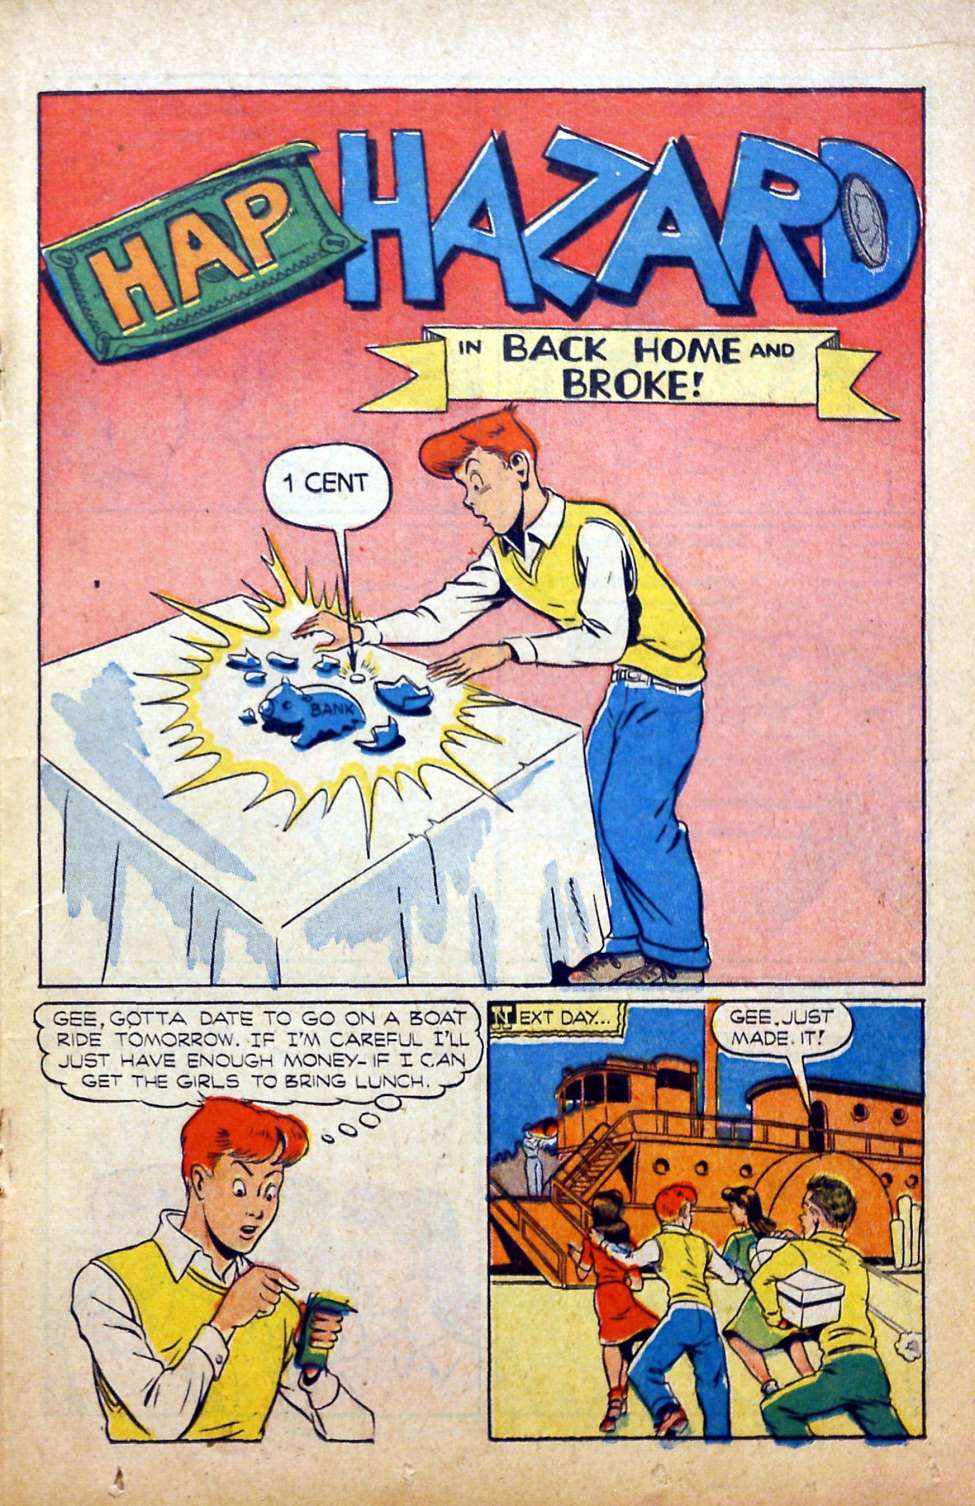 HAP HAZARD
IN BACK HOME AND
BROKE!
1 CENT
BANK
GEE, GOTTA DATE TO GO ON A BOAT
RIDE TOMORROW. IF I'M CAREFUL I'LL
JUST HAVE ENOUGH MONEY-IF I CAN
GET THE GIRLS TO BRING LUNCH.
NEXT DAY...
GEE, JUST
MADE IT!